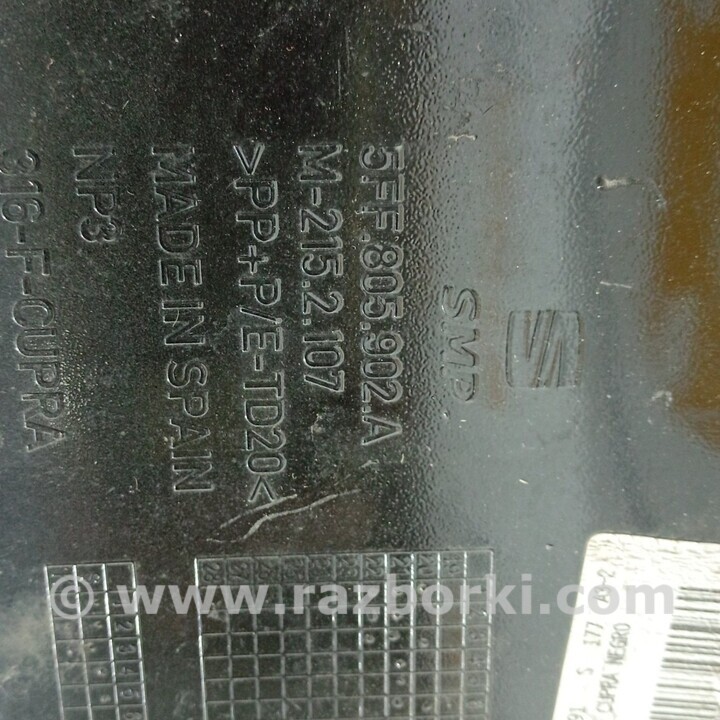 SMP
5FF.805.902.A
M-215.2.107
>PP+P/E-TD20<
MADE IN SPAIN
NP3
316-F-CUPRA
S 177
CUPRA NEGRO
© www.razborki.com